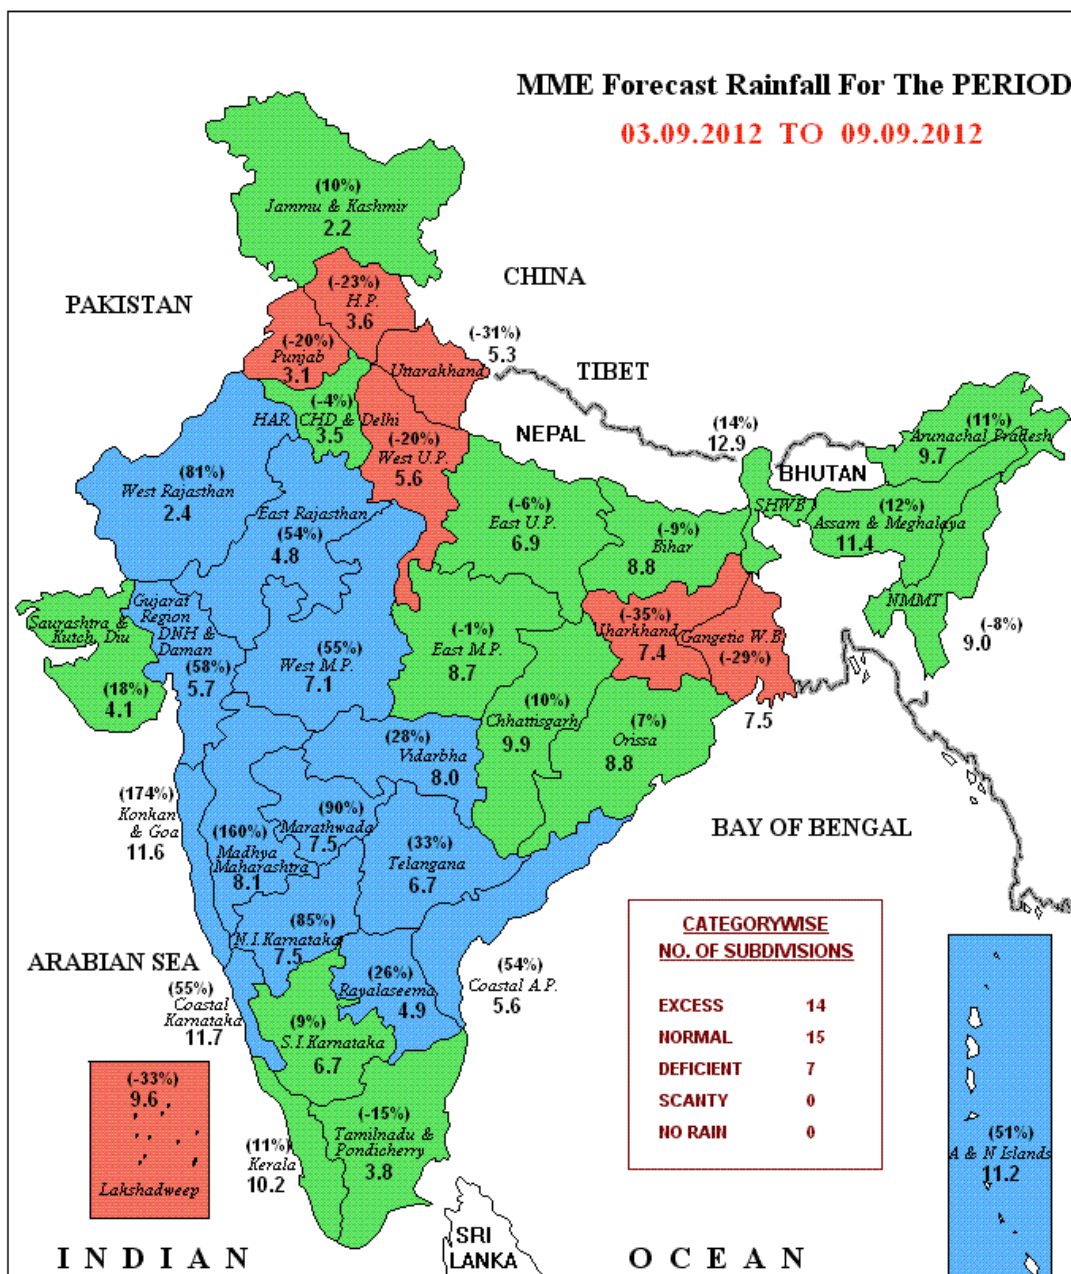 MME Forecast Rainfall For The PERIOD
03.09.2012 TO 09.09.2012
(10%)
Jammu & Kashmir
2.2
CHINA
PAKISTAN
(-23%)
H.P.
3.6
(-20%)
Punjab
3.1
(-31%)
5.3
Uttarakhand
TIBET
(-4%)
HAR. CHD & Delhi
3.5
NEPAL
(14%)
12.9
(11%)
Arunachal Pradesh
9.7
BHUTAN
(-20%)
West U.P.
5.6
(81%)
West Rajasthan
2.4
East Rajasthan
(54%)
4.8
(-6%)
East U.P.
6.9
(-9%)
Bihar
8.8
SHWB
(12%)
Assam & Meghalaya
11.4
NMMT
(-8%)
9.0
Saurashtra &
Kutch, Diu
(18%)
4.1
Gujarat
Region
DNH &
Daman
(58%)
5.7
(55%)
West M.P.
7.1
(-1%)
East M.P.
8.7
(-35%)
Jharkhand
7.4
Gangetic W.B
(-29%)
7.5
(10%)
Chhattisgarh
9.9
(7%)
Orissa
8.8
(28%)
Vidarbha
8.0
(174%)
Konkan
& Goa
11.6
(160%)
Madhya
Maharashtra
8.1
(90%)
Marathwada
7.5
(33%)
Telangana
6.7
BAY OF BENGAL
ARABIAN SEA
(85%)
N.I.Karnataka
7.5
(26%)
Rayalaseema
4.9
(54%)
Coastal A.P.
5.6
(55%)
Coastal
Karnataka
11.7
(9%)
S.I.Karnataka
6.7
CATEGORYWISE
NO. OF SUBDIVISIONS
EXCESS 14
NORMAL 15
DEFICIENT 7
SCANTY 0
NO RAIN 0
(-33%)
9.6
Lakshadweep
(11%)
Kerala
10.2
(-15%)
Tamilnadu &
Pondicherry
3.8
(51%)
A & N Islands
11.2
SRI
LANKA
INDIAN OCEAN